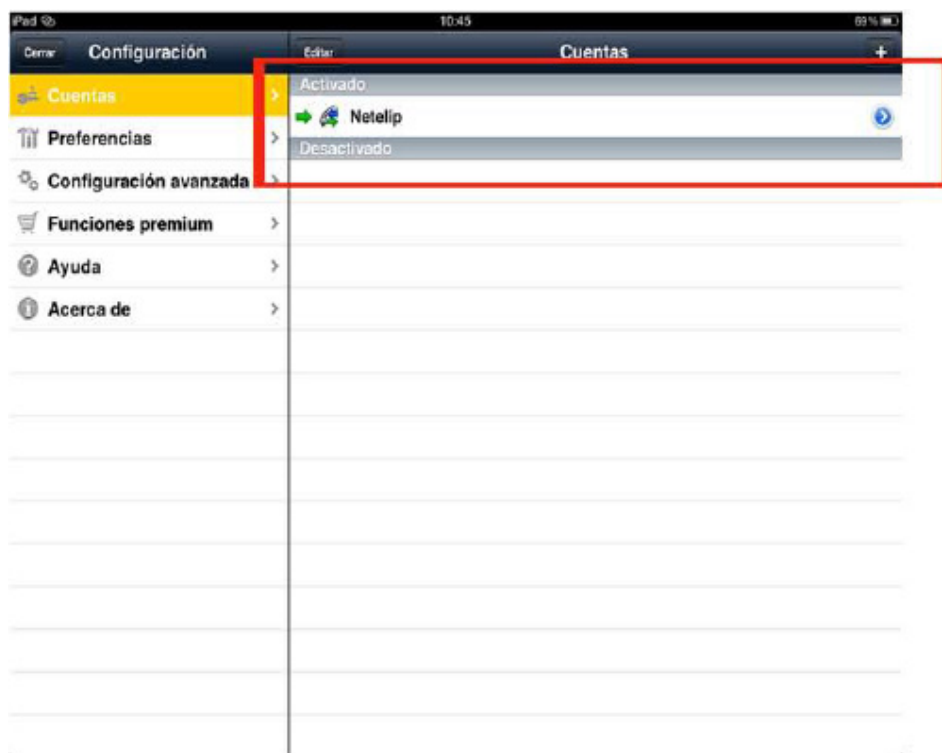 iPad
10:45
69 %
Cerrar
Configuración
Editar
Cuentas
+
Cuentas
Preferencias
Configuración avanzada
Funciones premium
Ayuda
Acerca de
Activado
Netelip
Desactivado